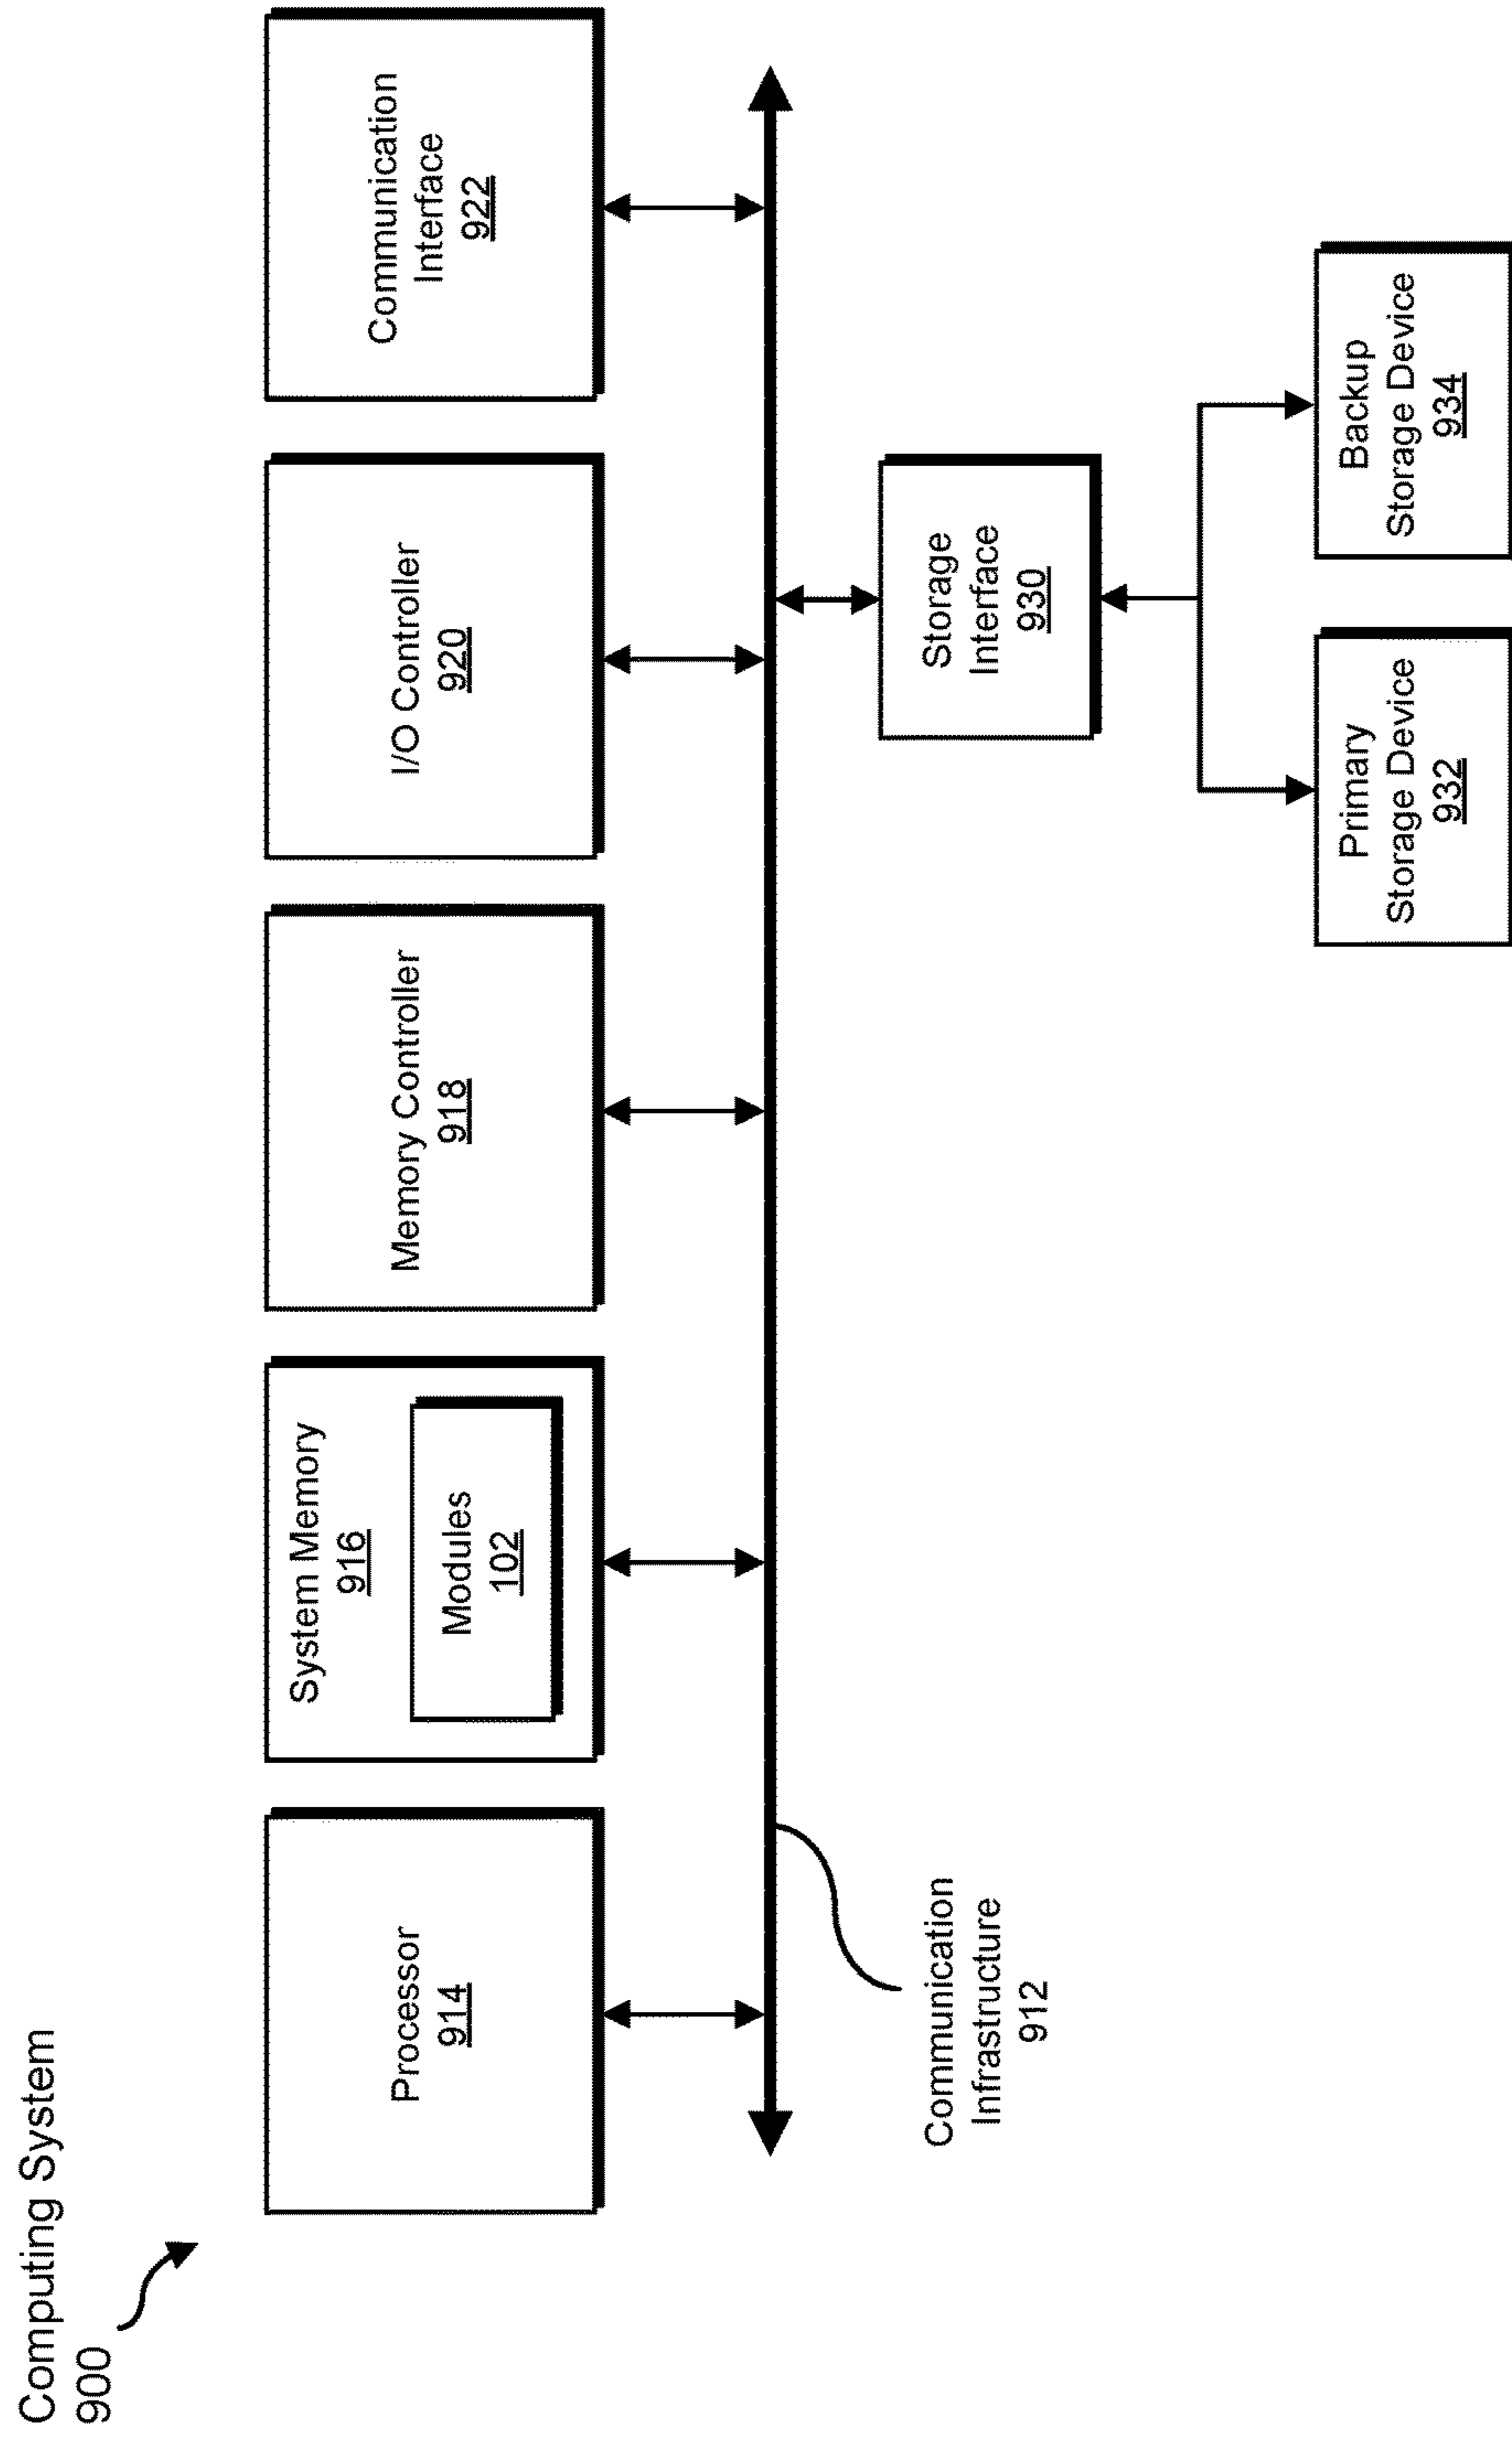 Computing System
900
Processor
914
System Memory
916
Modules
102
Memory Controller
918
I/O Controller
920
Communication
Interface
922
Communication
Infrastructure
912
Storage
Interface
930
Primary
Storage Device
932
Backup
Storage Device
934